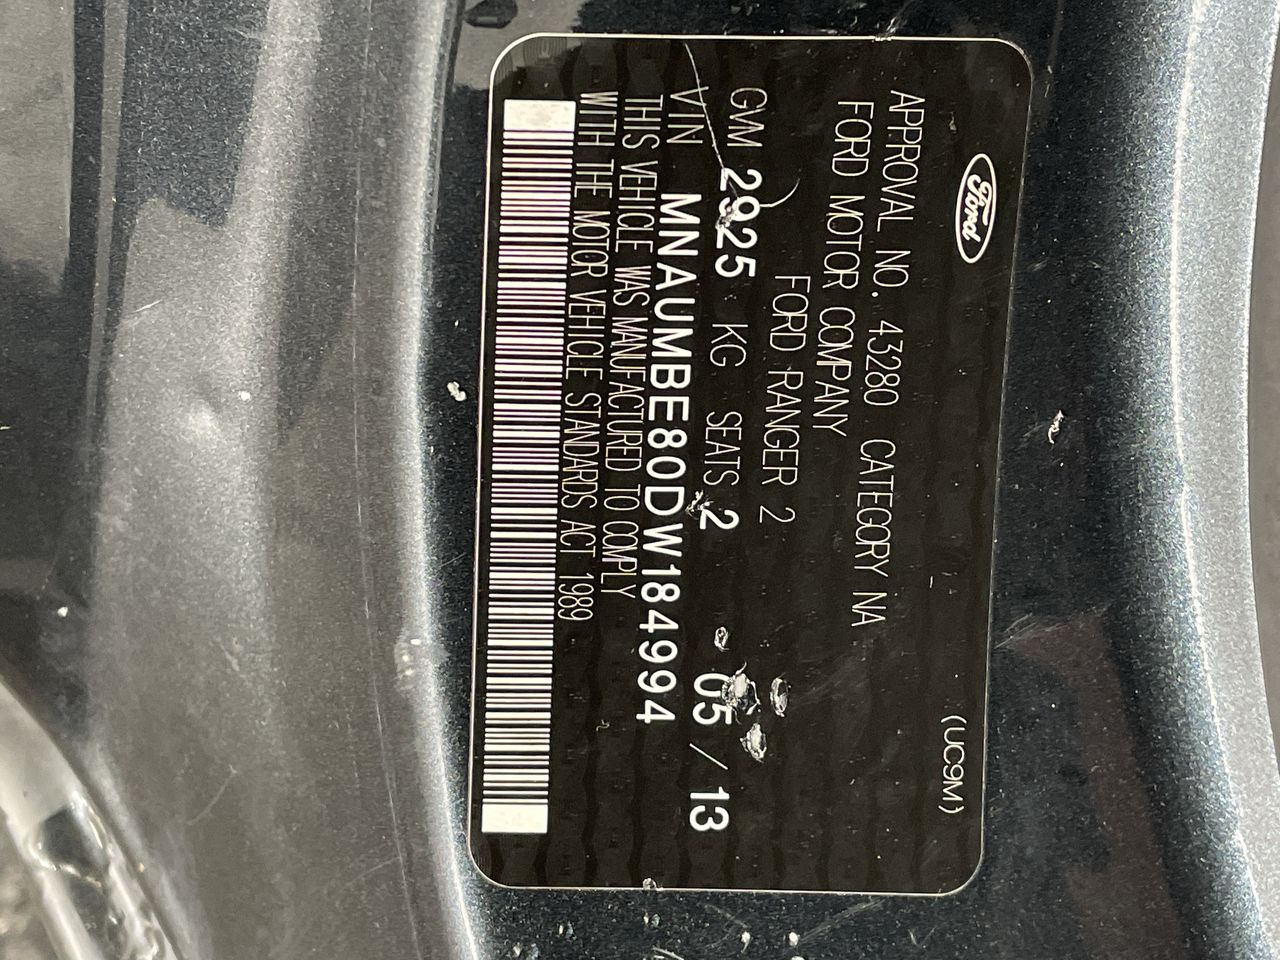 Ford
(UC9M)
APPROVAL NO. 43280 CATEGORY NA
FORD MOTOR COMPANY
FORD RANGER 2
GVM 2925 KG SEATS 2 05 / 13
VIN MNAUMBE80DW184994
THIS VEHICLE WAS MANUFACTURED TO COMPLY
WITH THE MOTOR VEHICLE STANDARDS ACT 1989